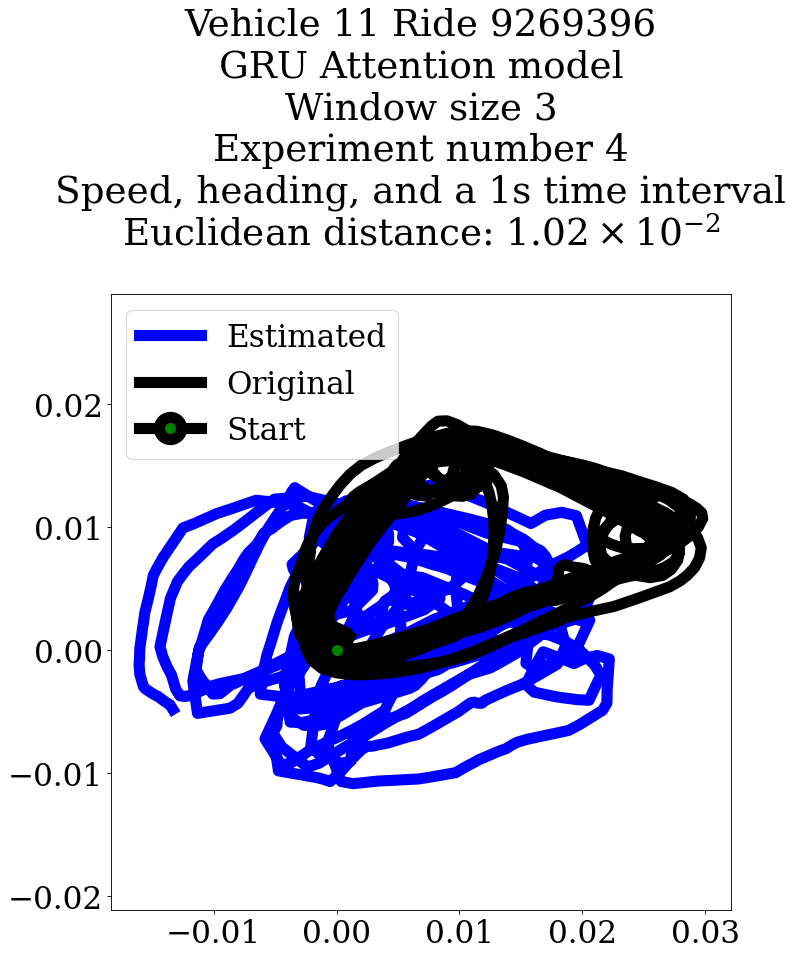 Vehicle 11 Ride 9269396
GRU Attention model
Window size 3
Experiment number 4
Speed, heading, and a 1s time interval
Euclidean distance: 1.02 × 10⁻²
Estimated
Original
Start
0.02
0.01
0.00
−0.01
−0.02
−0.01 0.00 0.01 0.02 0.03